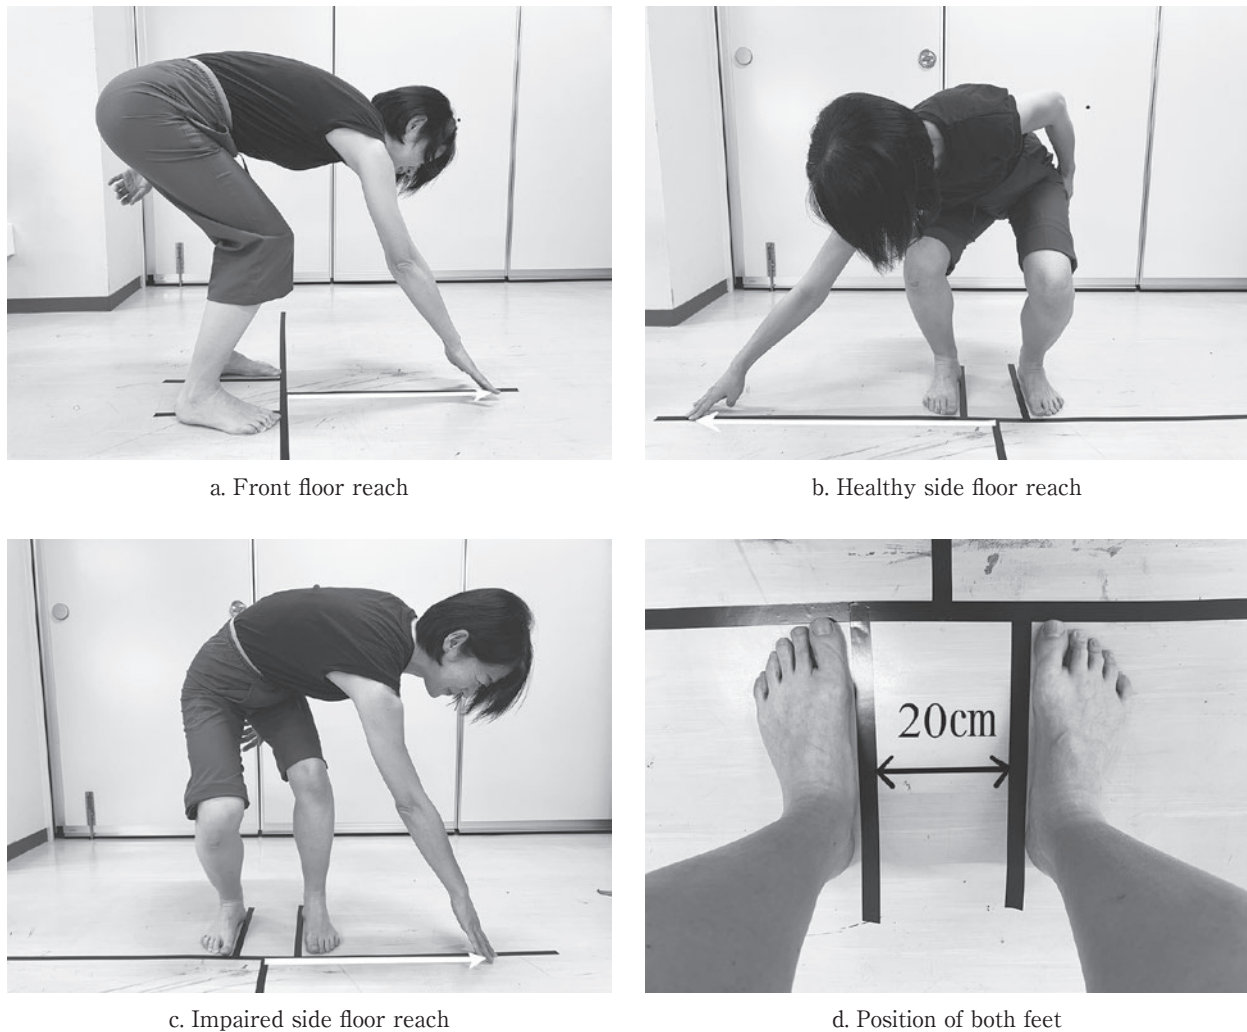 a. Front floor reach
b. Healthy side floor reach
20cm
c. Impaired side floor reach
d. Position of both feet